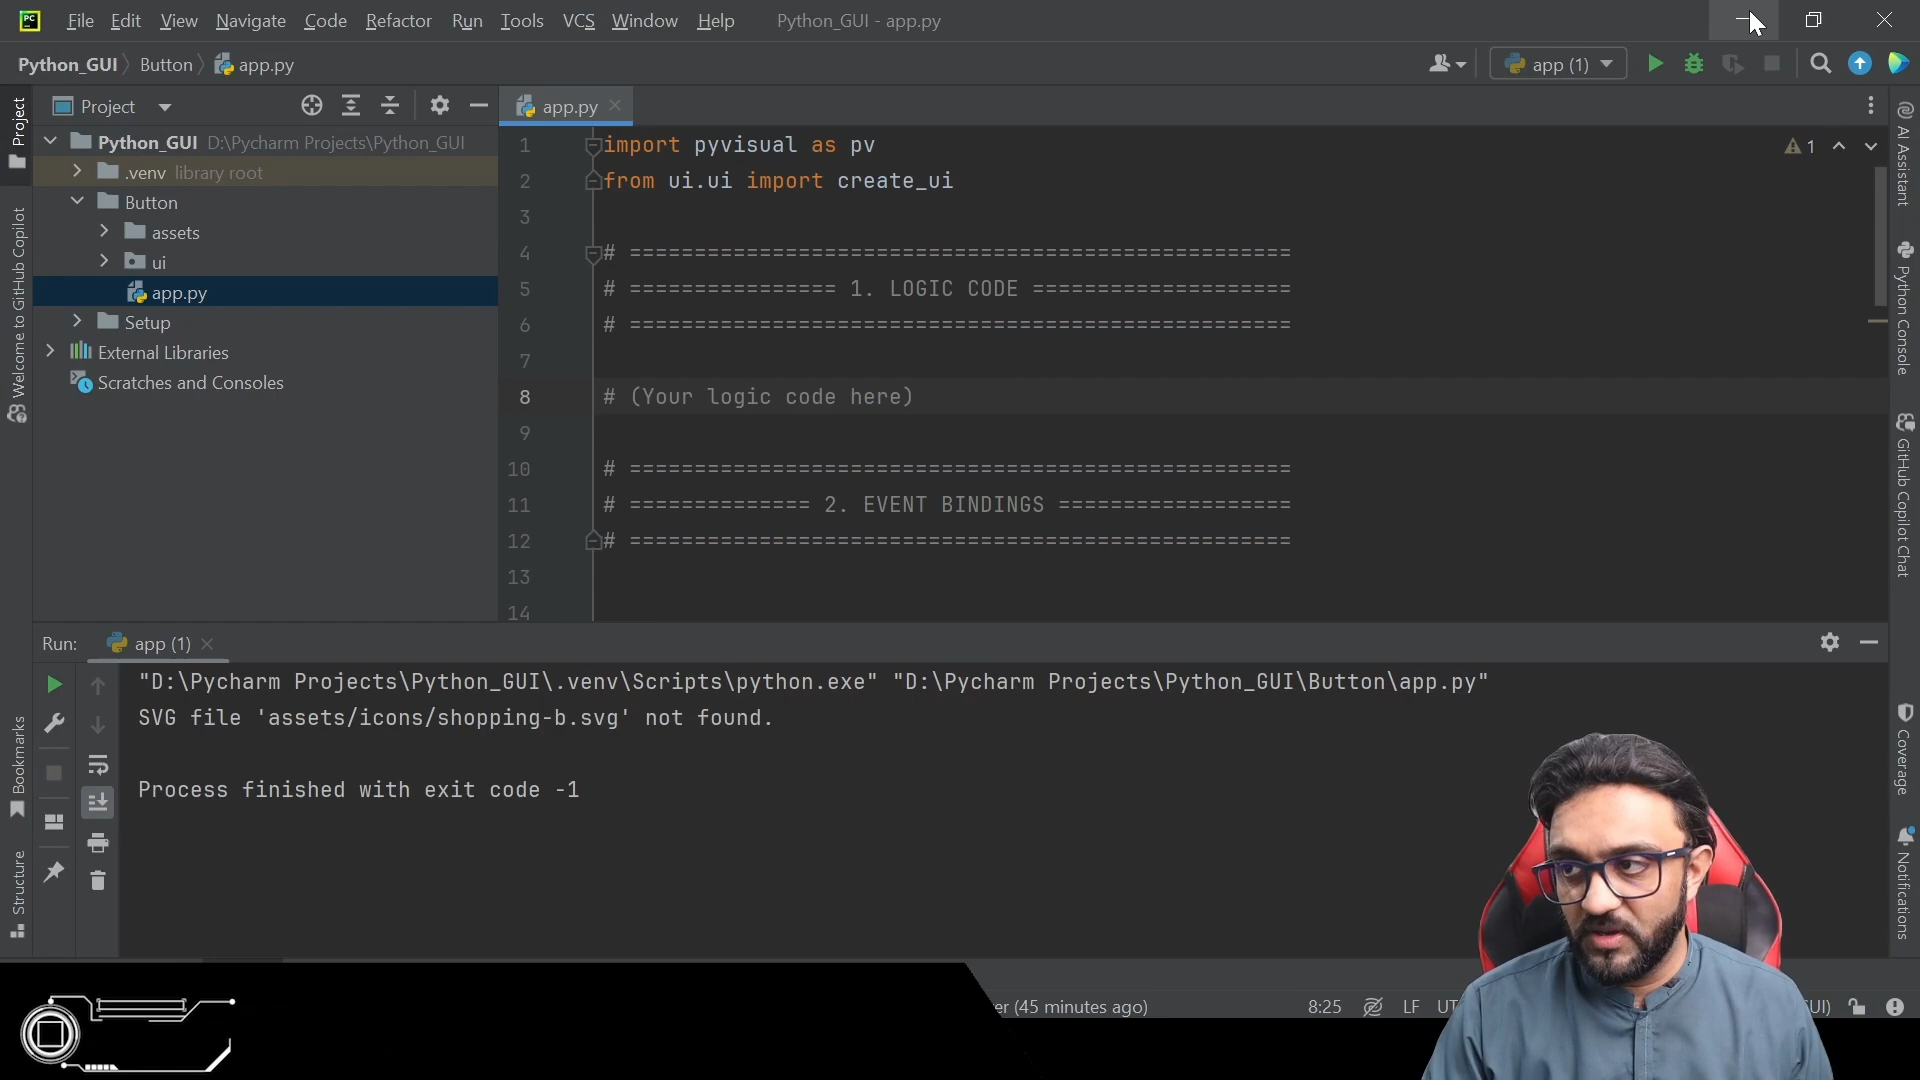 PC File Edit View Navigate Code Refactor Run Tools VCS Window Help Python_GUI - app.py
Python_GUI Button app.py
app (1)
Project
app.py
Python_GUI D:\Pycharm Projects\Python_GUI
.venv library root
Button
assets
ui
app.py
Setup
External Libraries
Scratches and Consoles
1 import pyvisual as pv
2 from ui.ui import create_ui
3
4 # ===================================================
5 # ================ 1. LOGIC CODE ====================
6 # ===================================================
7
8 # (Your logic code here)
9
10 # ===================================================
11 # ============== 2. EVENT BINDINGS ==================
12 # ===================================================
13
14
1
Project
Welcome to GitHub Copilot
Bookmarks
Structure
AI Assistant
Python Console
GitHub Copilot Chat
Coverage
Notifications
Run: app (1)
"D:\Pycharm Projects\Python_GUI\.venv\Scripts\python.exe" "D:\Pycharm Projects\Python_GUI\Button\app.py"
SVG file 'assets/icons/shopping-b.svg' not found.
Process finished with exit code -1
er (45 minutes ago) 8:25 LF UT UI)